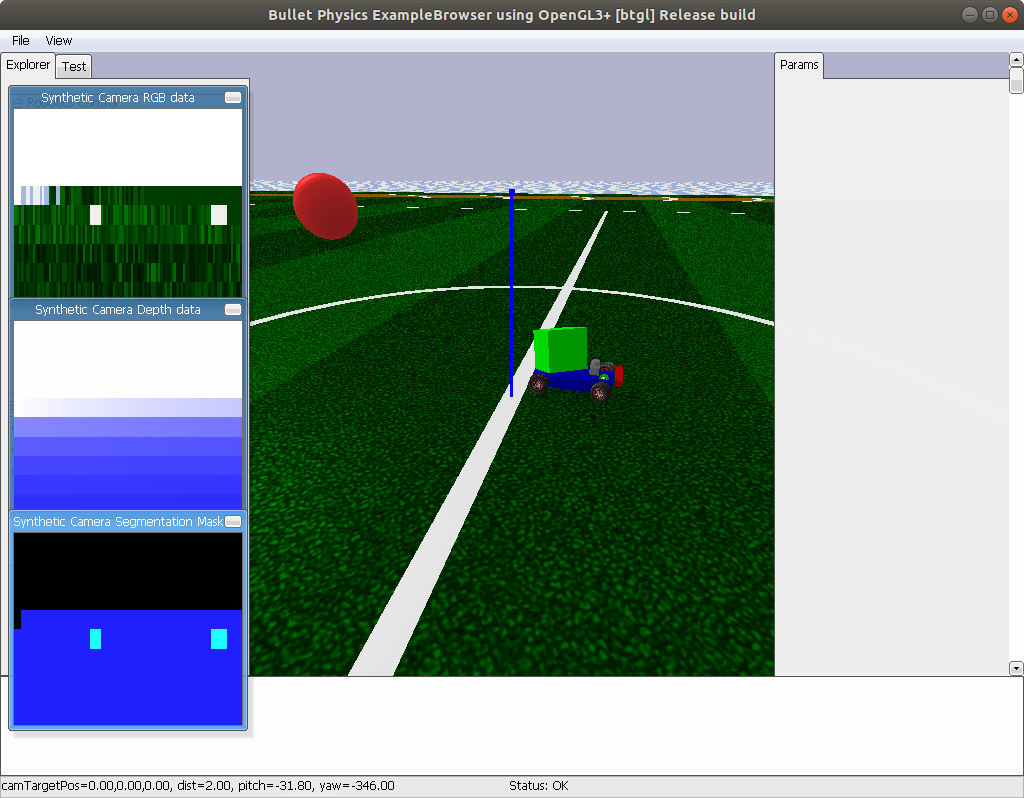 Bullet Physics ExampleBrowser using OpenGL3+ [btgl] Release build
File View
Explorer Test
Params
Synthetic Camera RGB data
Synthetic Camera Depth data
Synthetic Camera Segmentation Mask
camTargetPos=0.00,0.00,0.00, dist=2.00, pitch=-31.80, yaw=-346.00
Status: OK